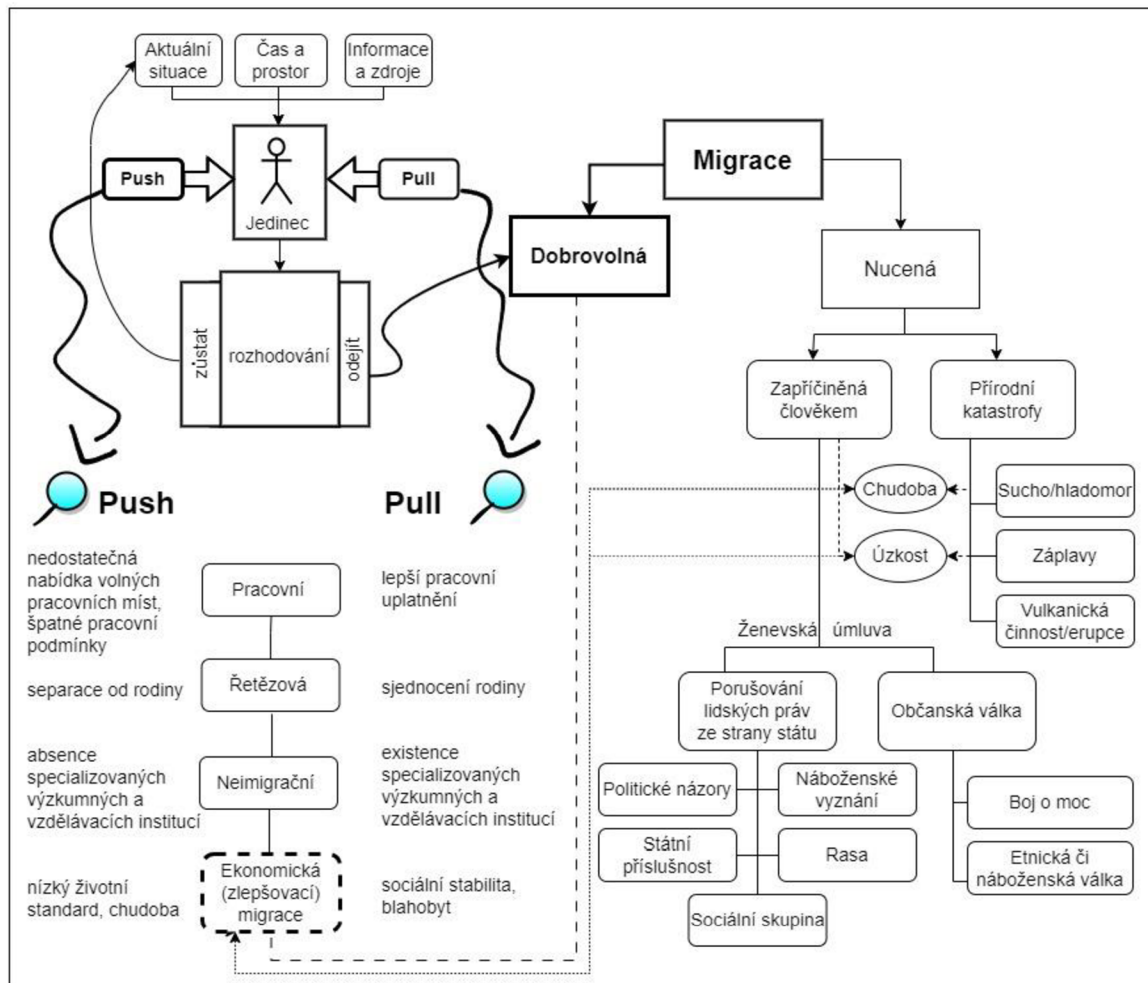 Aktuální
situace
Čas a
prostor
Informace
a zdroje
Push
Jedinec
Pull
zůstat
rozhodování
odejít
Migrace
Dobrovolná
Nucená
Zapříčiněná
člověkem
Přírodní
katastrofy
Chudoba
Úzkost
Sucho/hladomor
Záplavy
Vulkanická
činnost/erupce
Ženevská úmluva
Porušování
lidských práv
ze strany státu
Občanská válka
Politické názory
Náboženské
vyznání
Státní
příslušnost
Rasa
Sociální skupina
Boj o moc
Etnická či
náboženská válka
Push
Pull
nedostatečná
nabídka volných
pracovních míst,
špatné pracovní
podmínky
Pracovní
lepší pracovní
uplatnění
separace od rodiny
Řetězová
sjednocení rodiny
absence
specializovaných
výzkumných a
vzdělávacích institucí
Neimigrační
existence
specializovaných
výzkumných a
vzdělávacích institucí
nízký životní
standard, chudoba
Ekonomická
(zlepšovací)
migrace
sociální stabilita,
blahobyt